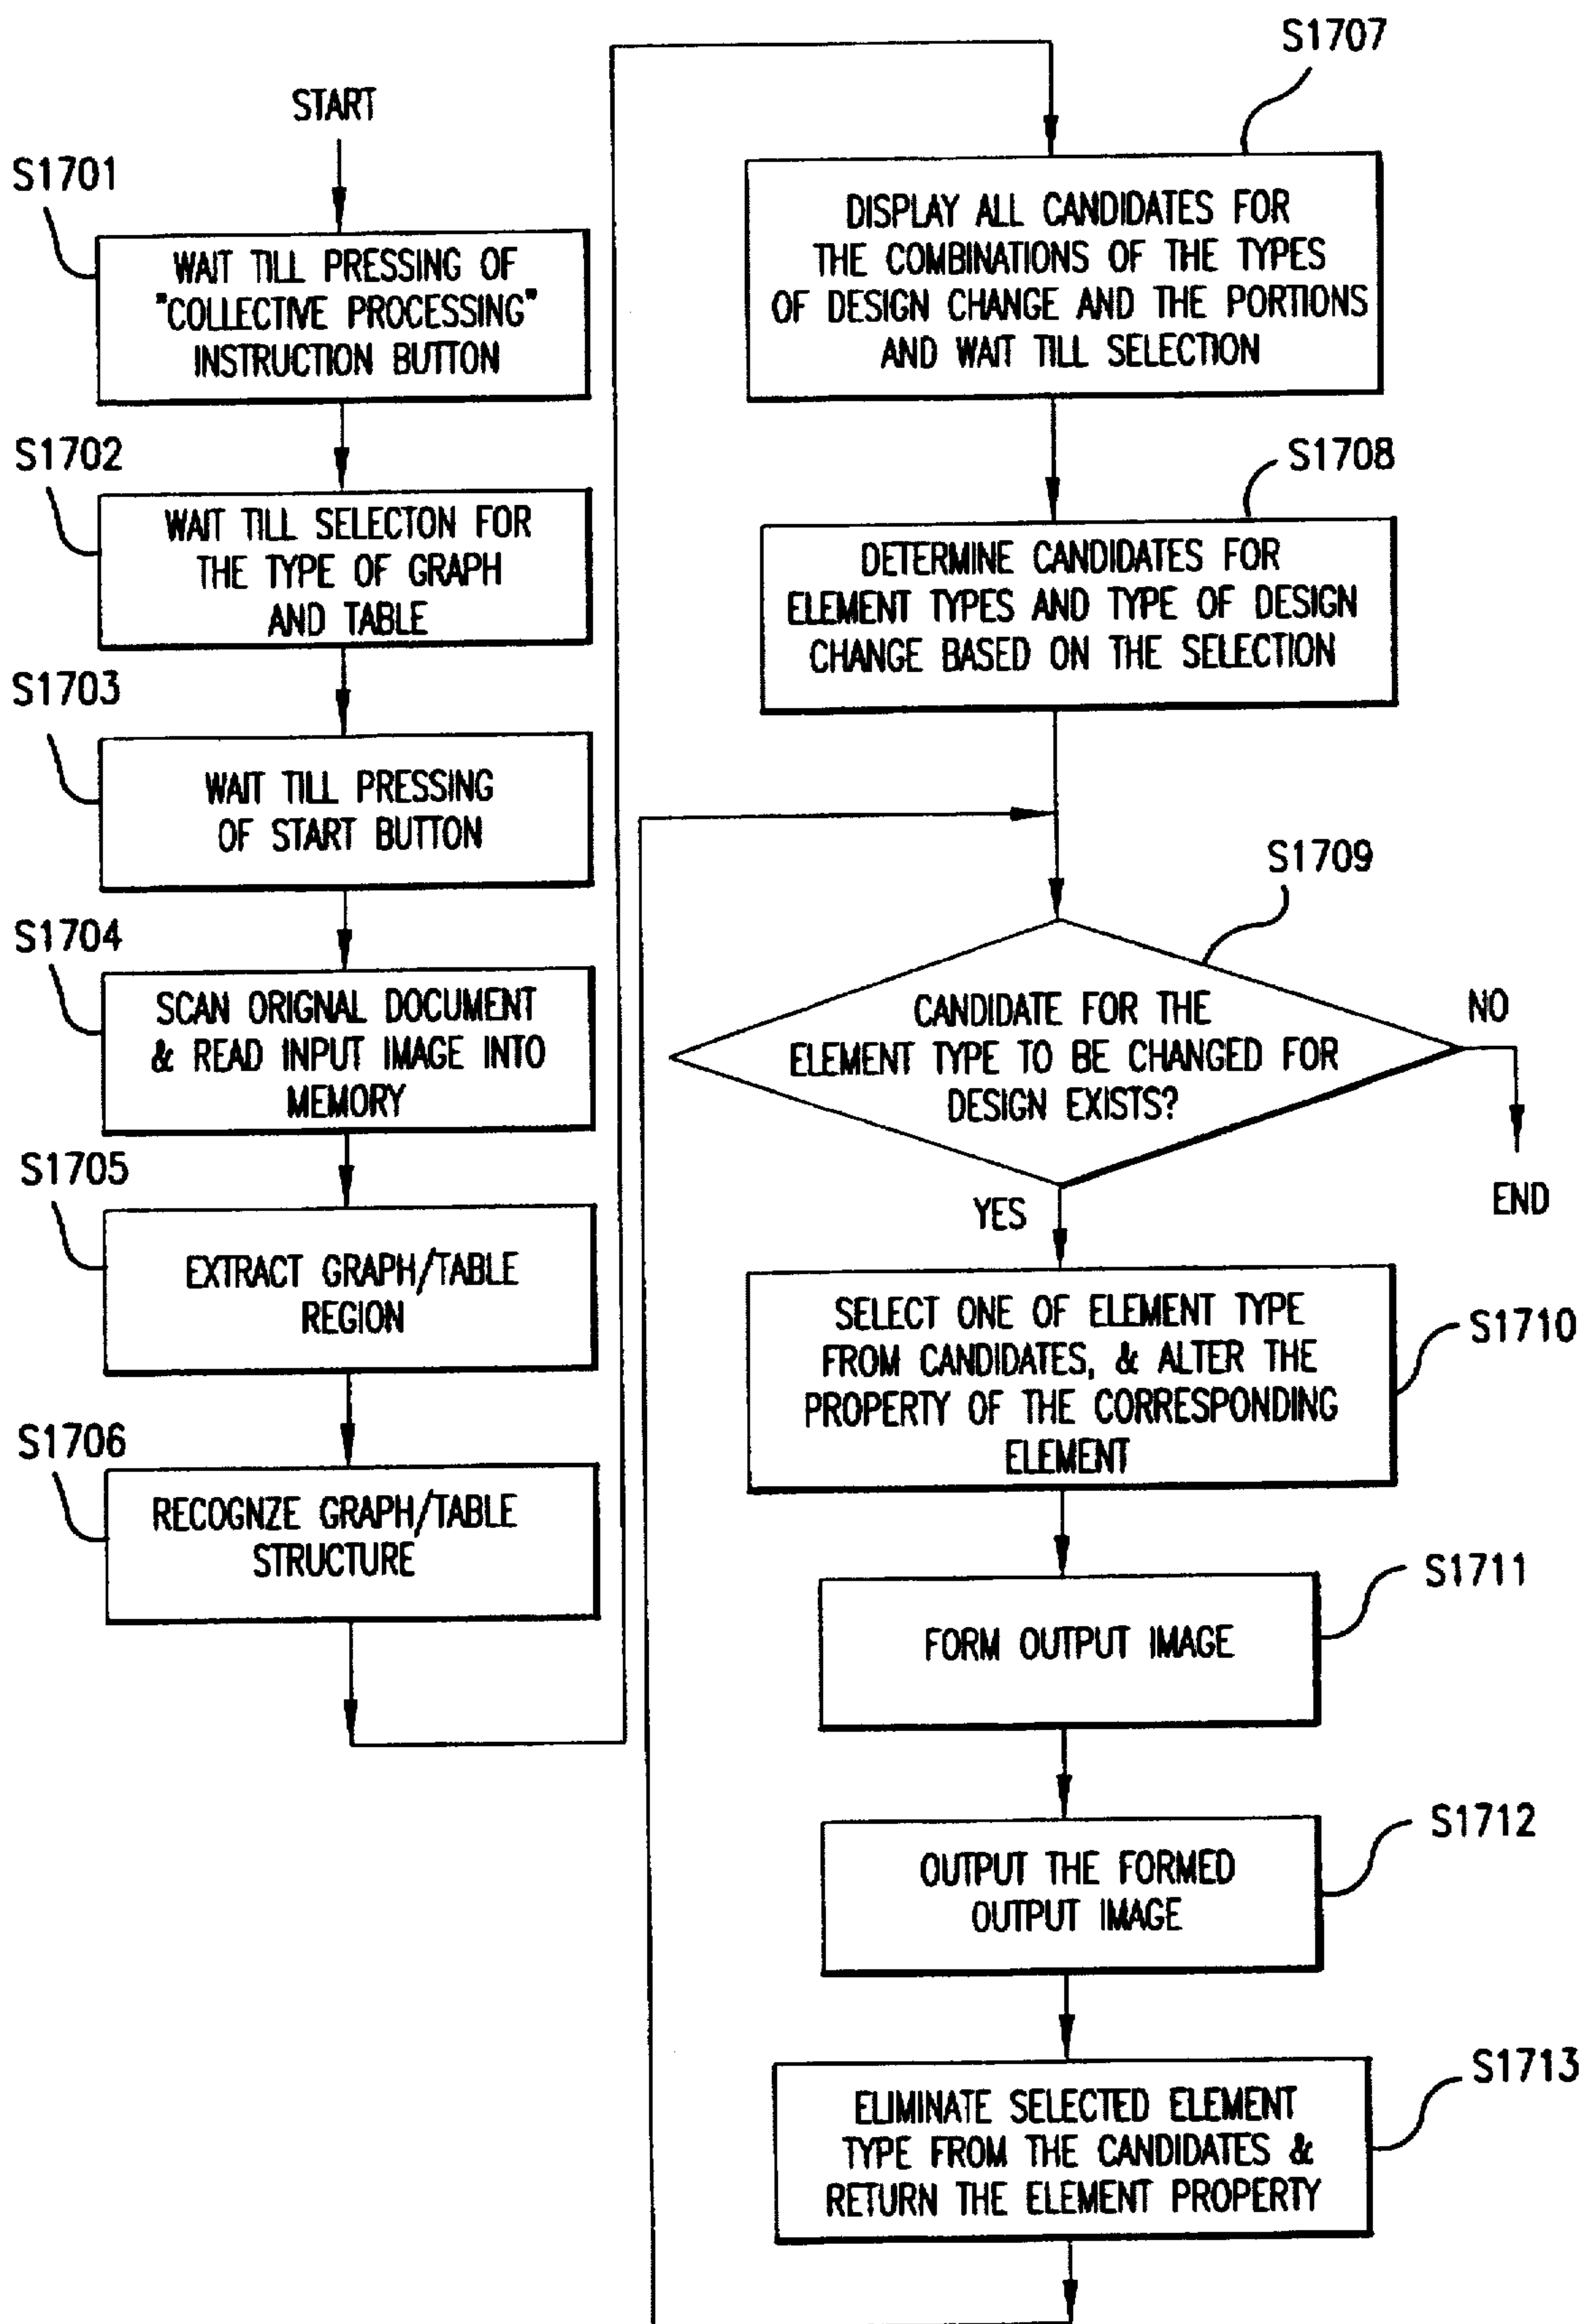 START
S1701
WAIT TILL PRESSING OF
"COLLECTIVE PROCESSING"
INSTRUCTION BUTTON
S1702
WAIT TILL SELECTON FOR
THE TYPE OF GRAPH
AND TABLE
S1703
WAIT TILL PRESSING
OF START BUTTON
S1704
SCAN ORIGNAL DOCUMENT
& READ INPUT IMAGE INTO
MEMORY
S1705
EXTRACT GRAPH/TABLE
REGION
S1706
RECOGNZE GRAPH/TABLE
STRUCTURE
S1707
DISPLAY ALL CANDIDATES FOR
THE COMBINATIONS OF THE TYPES
OF DESIGN CHANGE AND THE PORTIONS
AND WAIT TILL SELECTION
S1708
DETERMINE CANDIDATES FOR
ELEMENT TYPES AND TYPE OF DESIGN
CHANGE BASED ON THE SELECTION
S1709
CANDIDATE FOR THE
ELEMENT TYPE TO BE CHANGED FOR
DESIGN EXISTS?
NO
END
YES
S1710
SELECT ONE OF ELEMENT TYPE
FROM CANDIDATES, & ALTER THE
PROPERTY OF THE CORRESPONDING
ELEMENT
S1711
FORM OUTPUT IMAGE
S1712
OUTPUT THE FORMED
OUTPUT IMAGE
S1713
ELIMINATE SELECTED ELEMENT
TYPE FROM THE CANDIDATES &
RETURN THE ELEMENT PROPERTY